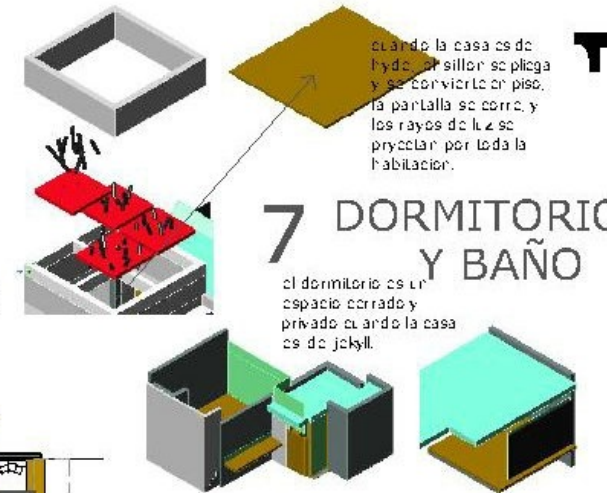 cuando la casa es de
hyde, el sillon se pliega
y se convierte en piso,
la pantalla se corre, y
los rayos de luz se
pryectan por toda la
habitacion.
7 DORMITORIO
Y BAÑO
el dormitorio es un
espacio cerrado y
privado cuando la casa
es de jekyll.